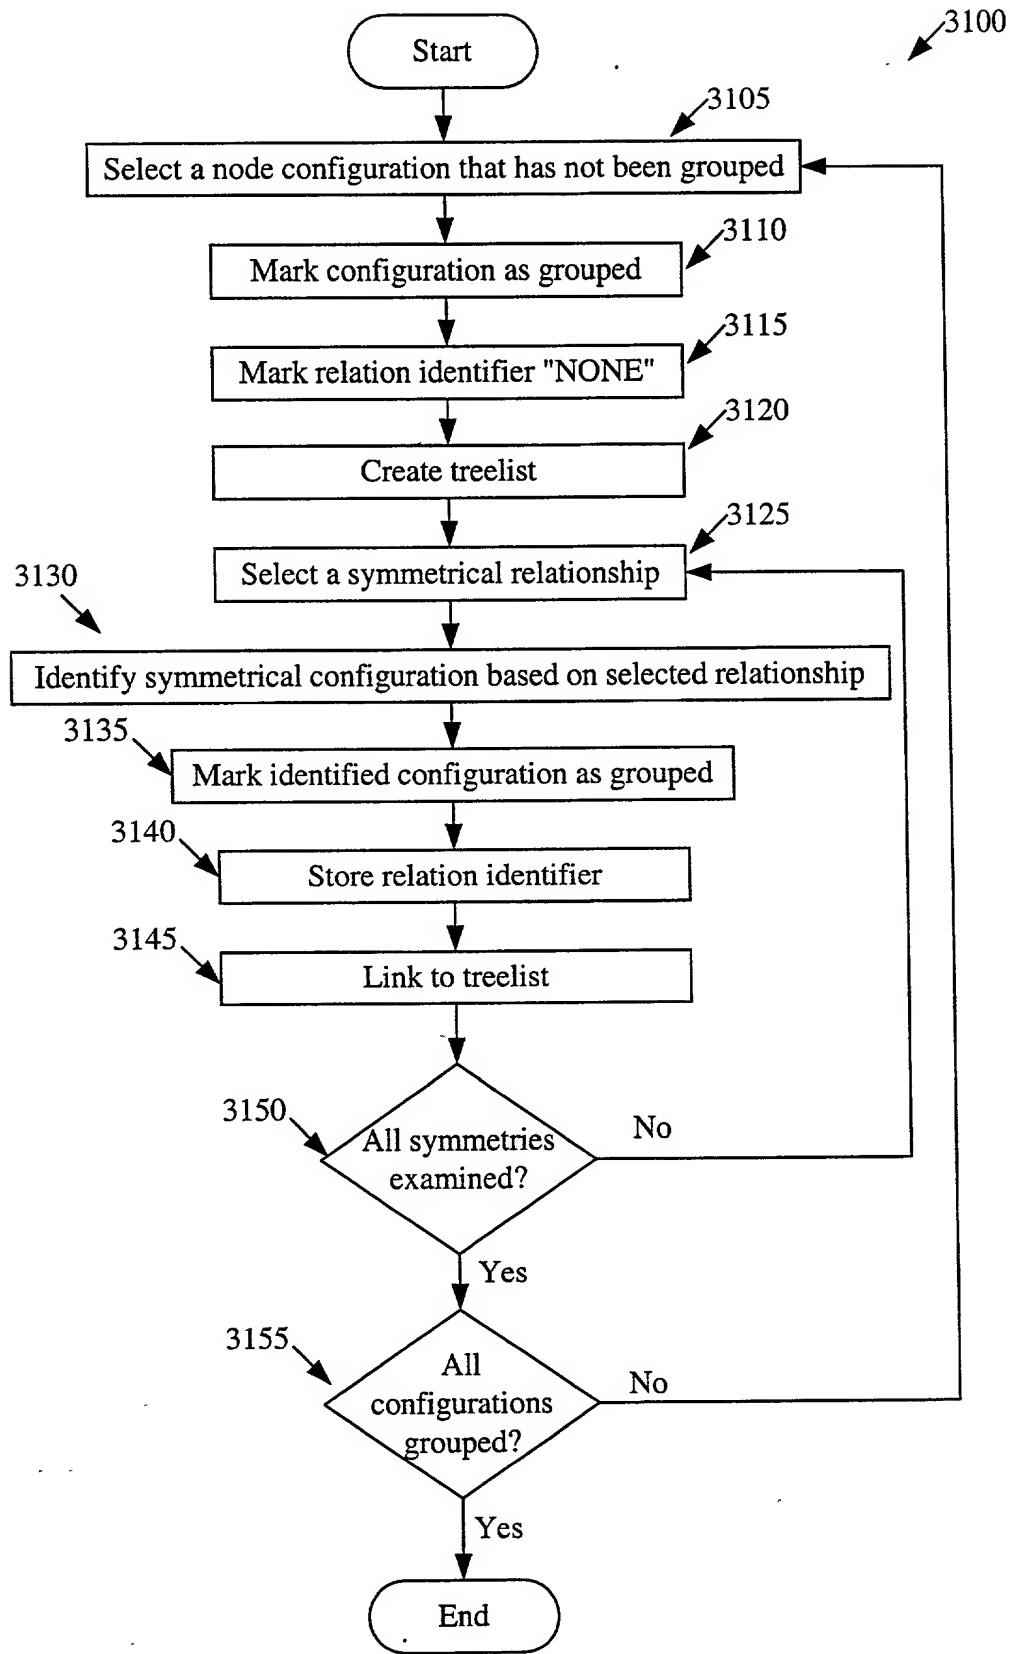 3100
Start
3105
Select a node configuration that has not been grouped
3110
Mark configuration as grouped
3115
Mark relation identifier "NONE"
3120
Create treelist
3125
Select a symmetrical relationship
3130
Identify symmetrical configuration based on selected relationship
3135
Mark identified configuration as grouped
3140
Store relation identifier
3145
Link to treelist
3150
All symmetries
examined?
No
Yes
3155
All
configurations
grouped?
No
Yes
End